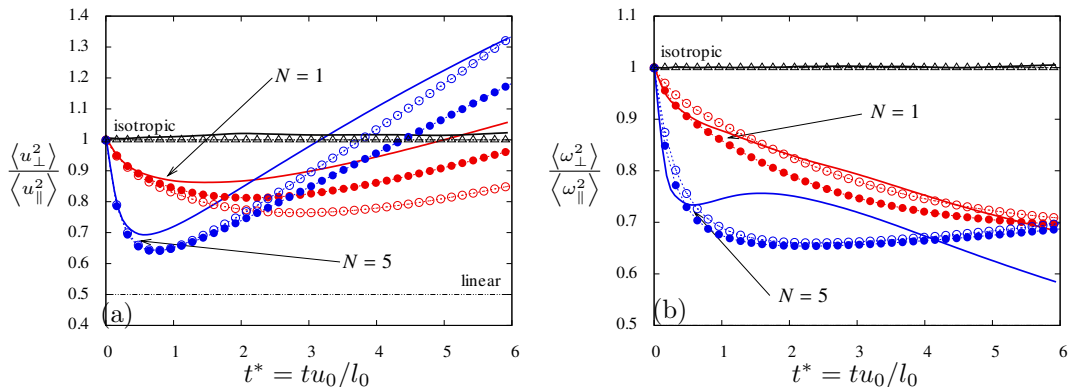 1.4
1.3
1.2
1.1
1
0.9
0.8
0.7
0.6
0.5
0.4
0 1 2 3 4 5 6
⟨u⊥²⟩
⟨u∥²⟩
N = 1
isotropic
N = 5
linear
(a)
t* = tu₀/l₀
1.1
1
0.9
0.8
0.7
0.6
0.5
0 1 2 3 4 5 6
⟨ω⊥²⟩
⟨ω∥²⟩
isotropic
N = 1
N = 5
(b)
t* = tu₀/l₀